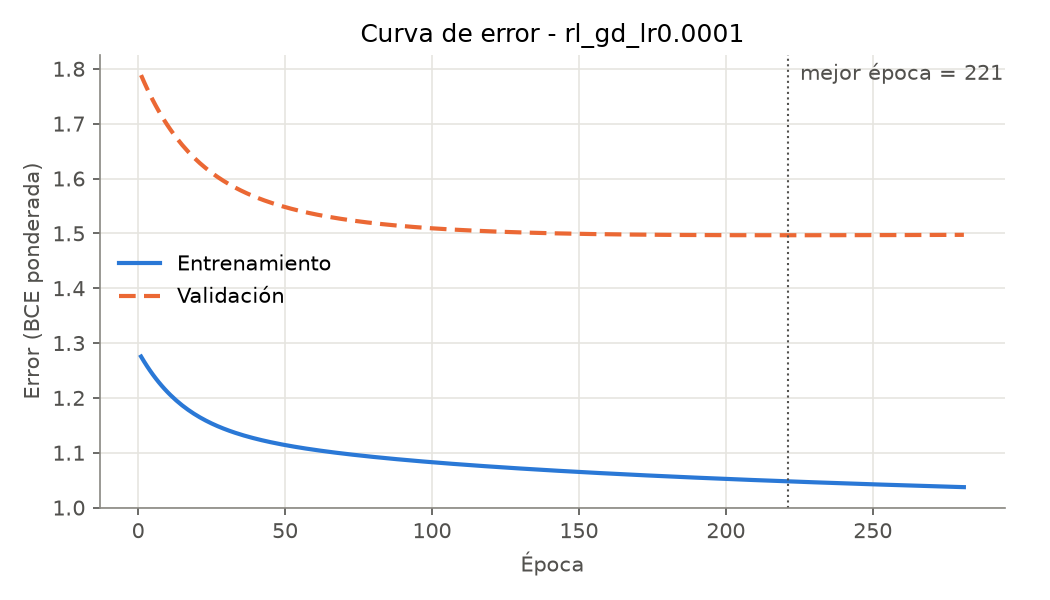 Curva de error - rl_gd_lr0.0001
mejor época = 221
Error (BCE ponderada)
1.8
1.7
1.6
1.5
1.4
1.3
1.2
1.1
1.0
Entrenamiento
Validación
0 50 100 150 200 250
Época